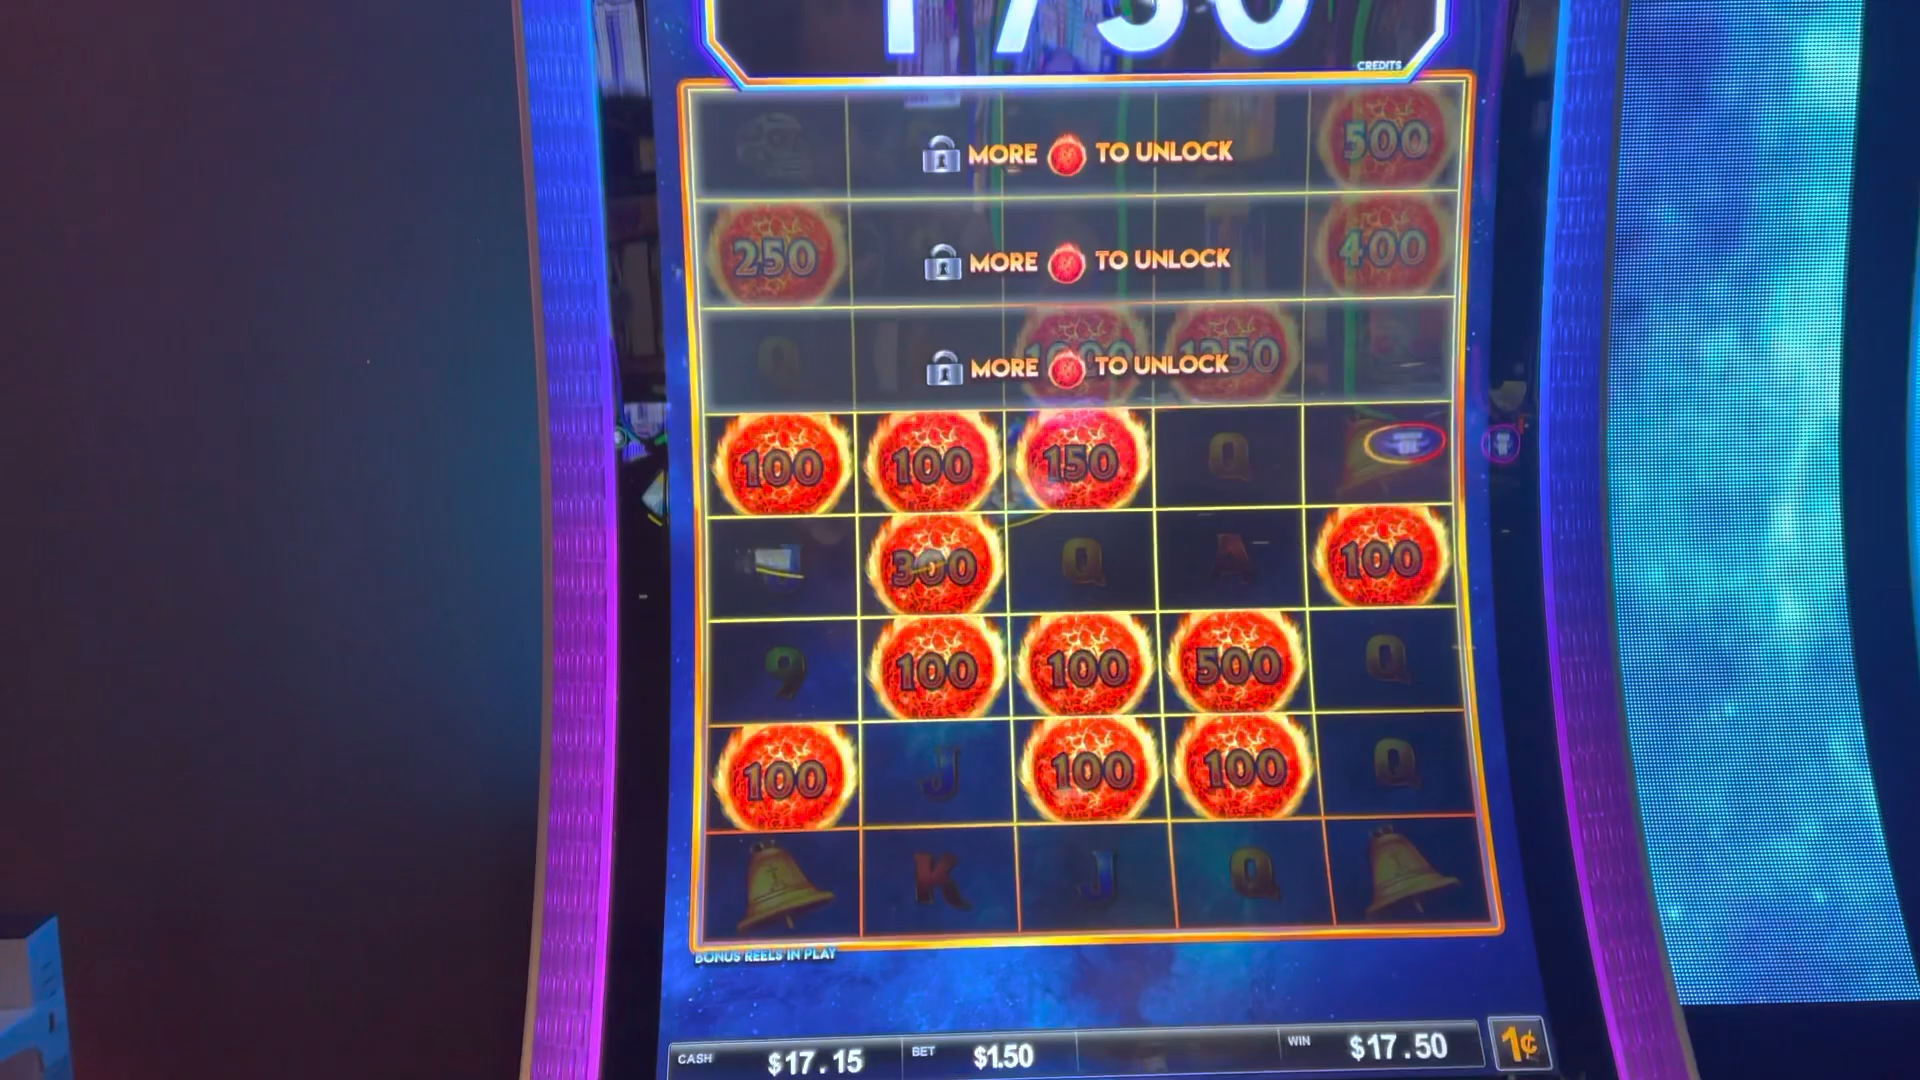 1750
CREDITS
MORE TO UNLOCK
500
250
MORE TO UNLOCK
400
MORE TO UNLOCK
Q
100 100 150 Q
300 Q A 100
9 100 100 500 Q
100 J 100 100 Q
K J Q
BONUS REELS IN PLAY
CASH $17.15 BET $1.50 WIN $17.50 1¢